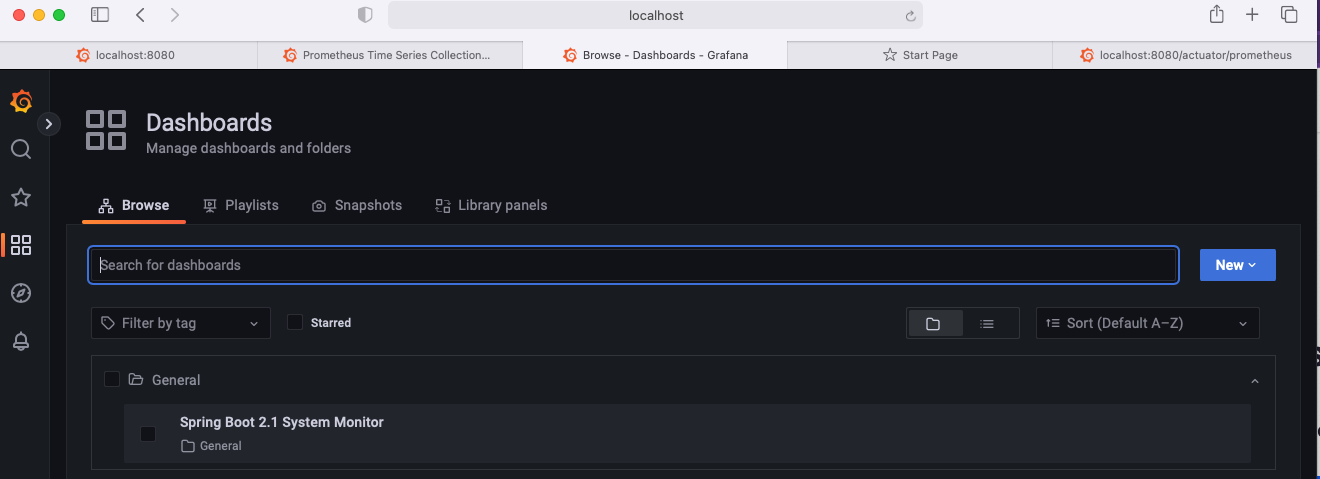 localhost
localhost:8080
Prometheus Time Series Collection...
Browse - Dashboards - Grafana
Start Page
localhost:8080/actuator/prometheus
Dashboards
Manage dashboards and folders
Browse
Playlists
Snapshots
Library panels
Search for dashboards
New
Filter by tag
Starred
Sort (Default A–Z)
General
Spring Boot 2.1 System Monitor
General